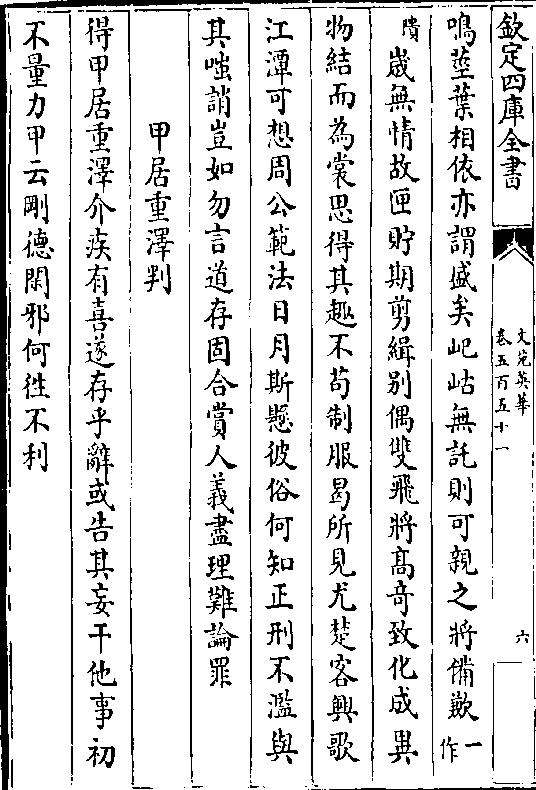 欽定四庫全書
文苑英華
卷五百五十一
六
鳴莖葉相依亦謂盛矣屺岵無託則可親之將備歎一作
隤歲無情故匣貯期剪緝别偶雙飛將髙竒致化成異
物結而為裳思得其趣不苟制服曷所見尤楚客興歌
江潭可想周公範法日月斯懸彼俗何知正刑不濫與
其嗤誚豈如勿言道存固合賞人義盡理難論罪
甲居重澤判
得甲居重澤介疾有喜遂存乎辭或告其妄干他事初
不量力甲云剛德閑邪何徃不利